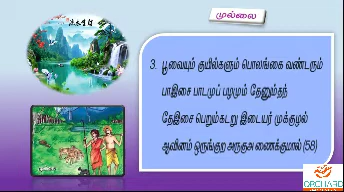 முல்லை
3. பூவையும் குயில்களும் பொலங்கை வண்டரும்
பாஇசை பாடமுப் பழமும் தேனும்தந்
தேஇசை பெறும்கடறு இடையர் முக்குழல்
ஆவினம் ஒருங்குற அருகுஅ ணைக்குமால் (58)
முல்லை
ORCHARD